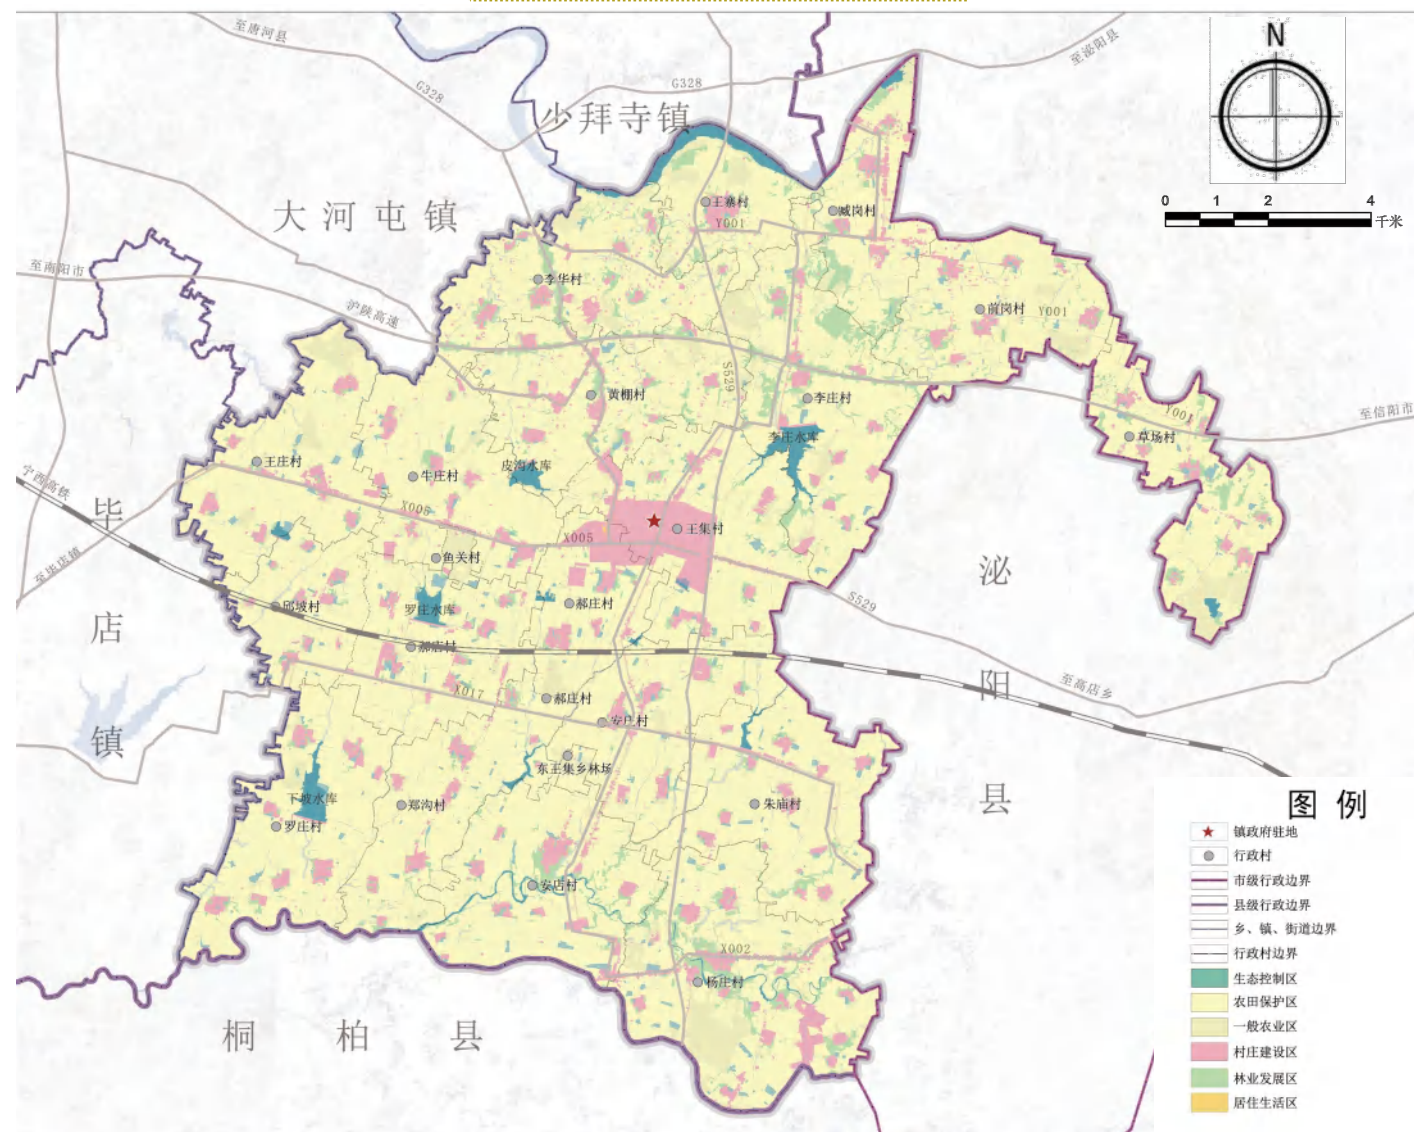 至唐河县
至泌阳县
N
G328
G328
少拜寺镇
0 1 2 4
千米
大河屯镇
王寨村
臧岗村
Y001
至南阳市
李华村
沪陕高速
前岗村
Y001
S529
黄棚村
李庄村
至信阳市
Y001
草场村
李庄水库
王庄村
牛庄村
皮沟水库
宁西高铁
毕店镇
X005
王集村
X005
鱼关村
泌阳县
至毕店镇
邱坡村
罗庄水库
郝庄村
S529
郝店村
至高店乡
X017
郝庄村
安庄村
东王集乡林场
下坡水库
郑沟村
朱庙村
罗庄村
安店村
X002
杨庄村
桐柏县
图例
镇政府驻地
行政村
市级行政边界
县级行政边界
乡、镇、街道边界
行政村边界
生态控制区
农田保护区
一般农业区
村庄建设区
林业发展区
居住生活区